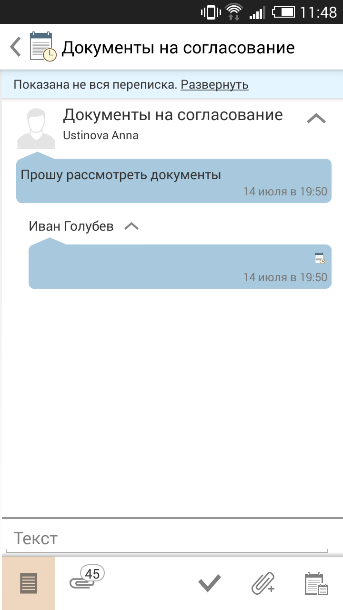 11:48
Документы на согласование
Показана не вся переписка. Развернуть
Документы на согласование
Ustinova Anna
Прошу рассмотреть документы
14 июля в 19:50
Иван Голубев
14 июля в 19:50
Текст
45